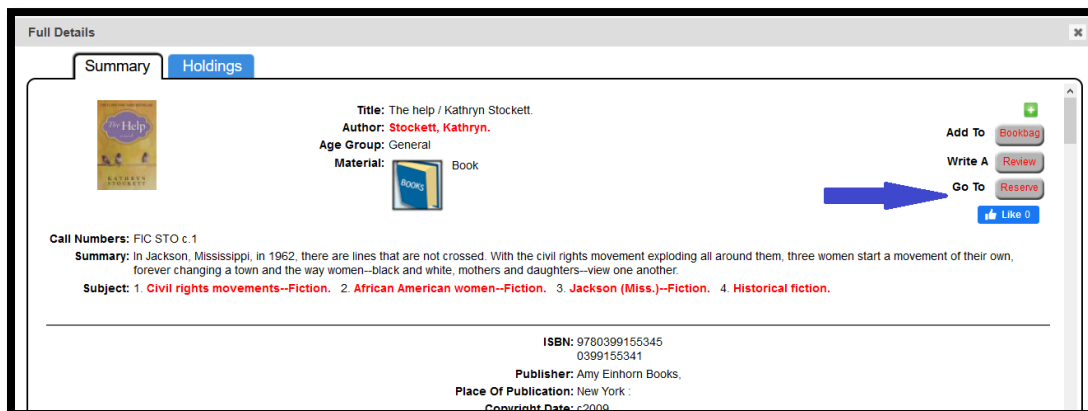 Full Details
Summary Holdings
The Help
KATHRYN
STOCKETT
Title: The help / Kathryn Stockett.
Author: Stockett, Kathryn.
Age Group: General
Material: BOOKS Book
Add To Bookbag
Write A Review
Go To Reserve
Like 0
Call Numbers: FIC STO c.1
Summary: In Jackson, Mississippi, in 1962, there are lines that are not crossed. With the civil rights movement exploding all around them, three women start a movement of their own,
forever changing a town and the way women--black and white, mothers and daughters--view one another.
Subject: 1. Civil rights movements--Fiction. 2. African American women--Fiction. 3. Jackson (Miss.)--Fiction. 4. Historical fiction.
ISBN: 9780399155345
0399155341
Publisher: Amy Einhorn Books,
Place Of Publication: New York :
Copyright Date: c2009